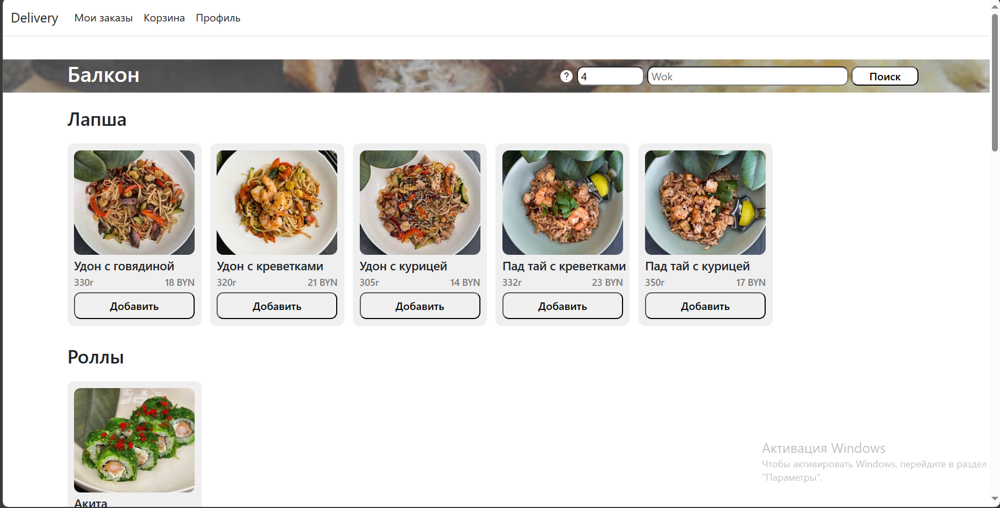 Delivery Мои заказы Корзина Профиль
Балкон ? 4 Wok Поиск
Лапша
Удон с говядиной Удон с креветками Удон с курицей Пад тай с креветками Пад тай с курицей
330г 18 BYN 320г 21 BYN 305г 14 BYN 332г 23 BYN 350г 17 BYN
Добавить Добавить Добавить Добавить Добавить
Роллы
Акита
Активация Windows
Чтобы активировать Windows, перейдите в раздел
"Параметры".